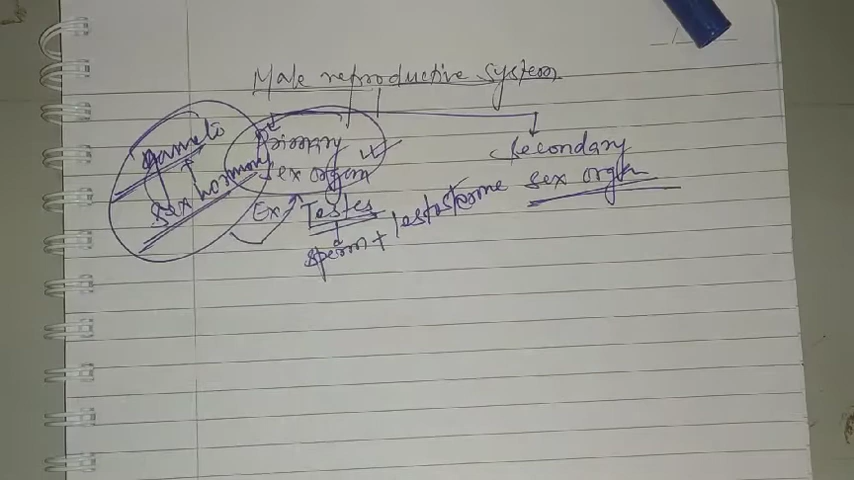 Male reproductive system
gamete
sex hormone
Primary
sex organ
Ex Testes
sperm + Testosterone
Secondary
sex organ